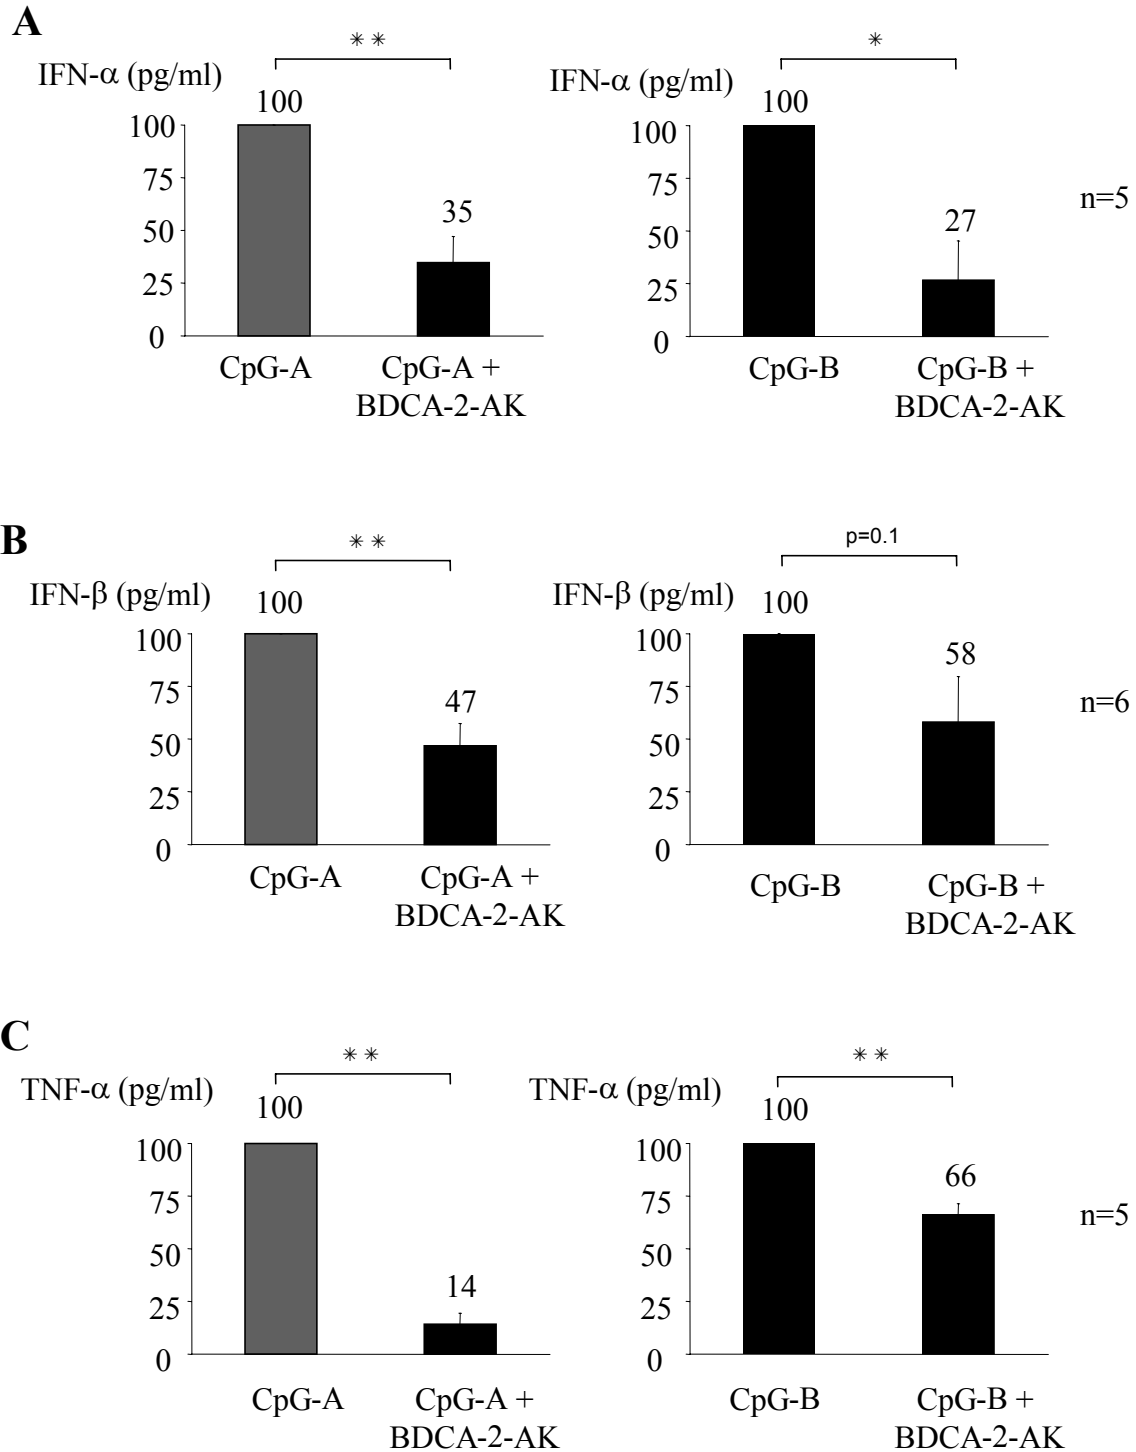 A
IFN-α (pg/ml)
✳ ✳
100
100
75
50
25
0
35
CpG-A
CpG-A +
BDCA-2-AK
IFN-α (pg/ml)
✳
100
100
75
50
25
0
27
CpG-B
CpG-B +
BDCA-2-AK
n=5
B
IFN-β (pg/ml)
✳ ✳
100
100
75
50
25
0
47
CpG-A
CpG-A +
BDCA-2-AK
IFN-β (pg/ml)
p=0.1
100
100
75
50
25
0
58
CpG-B
CpG-B +
BDCA-2-AK
n=6
C
TNF-α (pg/ml)
✳ ✳
100
100
75
50
25
0
14
CpG-A
CpG-A +
BDCA-2-AK
TNF-α (pg/ml)
✳ ✳
100
100
75
50
25
0
66
CpG-B
CpG-B +
BDCA-2-AK
n=5